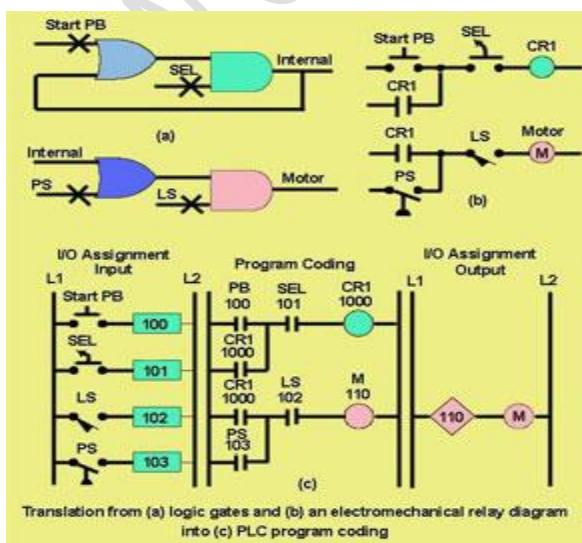 Start PB
SEL
Internal
(a)
Internal
PS
LS
Motor
Start PB
SEL
CR1
CR1
CR1
LS
Motor
M
PS
(b)
I/O Assignment
Input
L1
L2
Start PB
100
SEL
101
LS
102
PS
103
Program Coding
PB
100
SEL
101
CR1
1000
CR1
1000
CR1
1000
LS
102
M
110
PS
103
(c)
I/O Assignment
Output
L1
L2
110
M
Translation from (a) logic gates and (b) an electromechanical relay diagram
into (c) PLC program coding